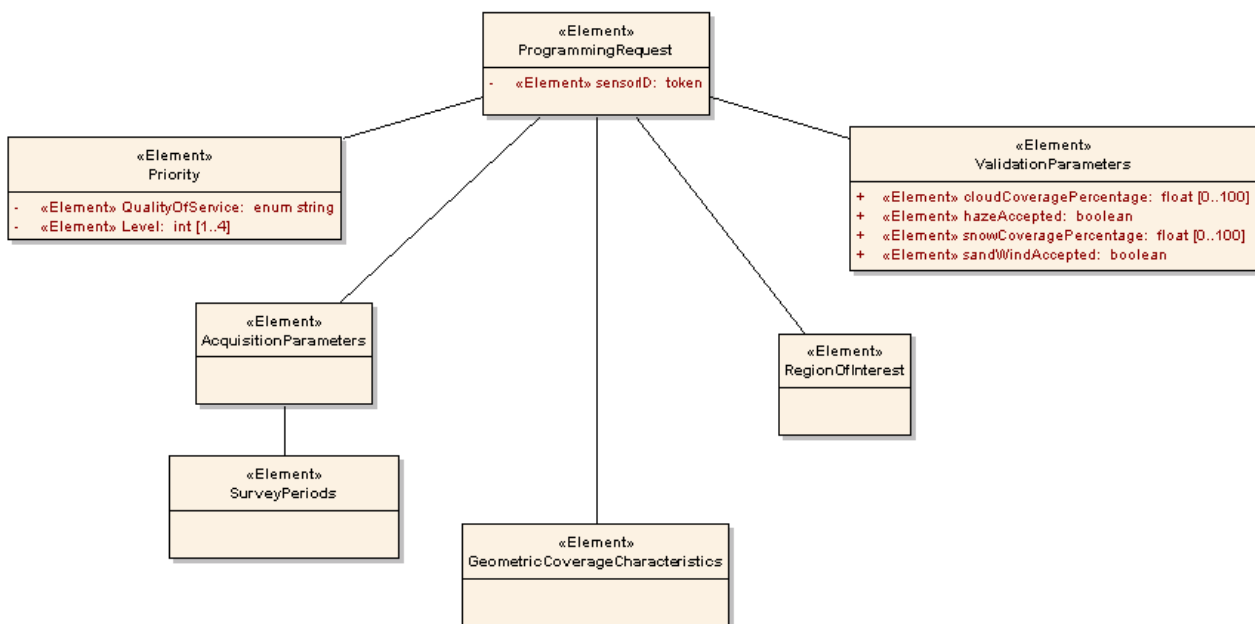 «Element»
ProgrammingRequest
- «Element» sensorID: token
«Element»
Priority
- «Element» QualityOfService: enum string
- «Element» Level: int [1..4]
«Element»
ValidationParameters
+ «Element» cloudCoveragePercentage: float [0..100]
+ «Element» hazeAccepted: boolean
+ «Element» snowCoveragePercentage: float [0..100]
+ «Element» sandWindAccepted: boolean
«Element»
AcquisitionParameters
«Element»
RegionOfInterest
«Element»
SurveyPeriods
«Element»
GeometricCoverageCharacteristics